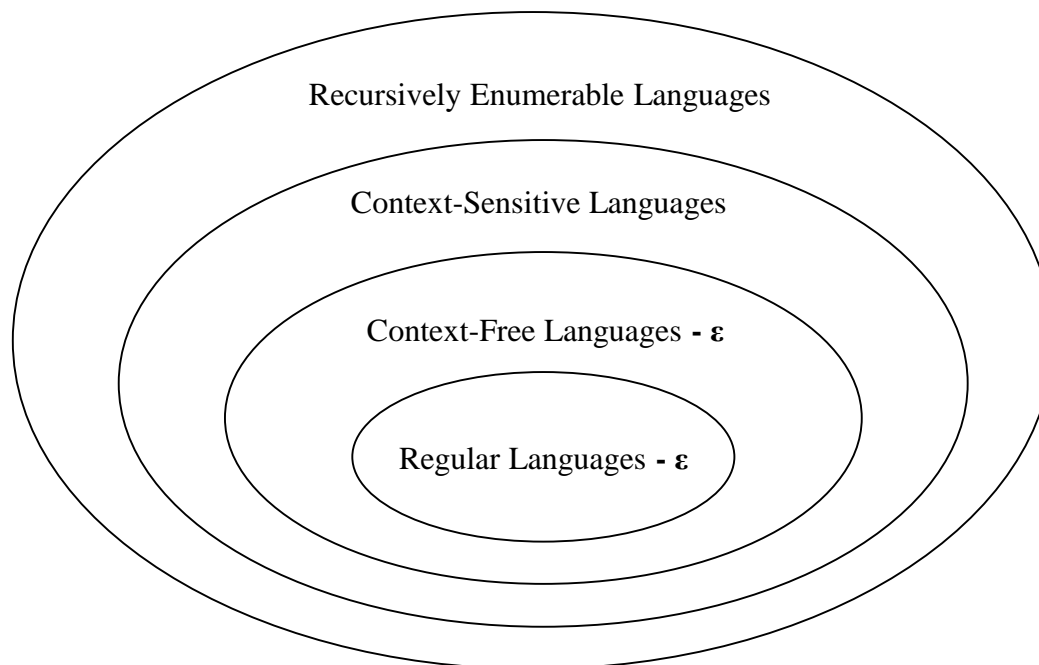 Recursively Enumerable Languages
Context-Sensitive Languages
Context-Free Languages - ε
Regular Languages - ε